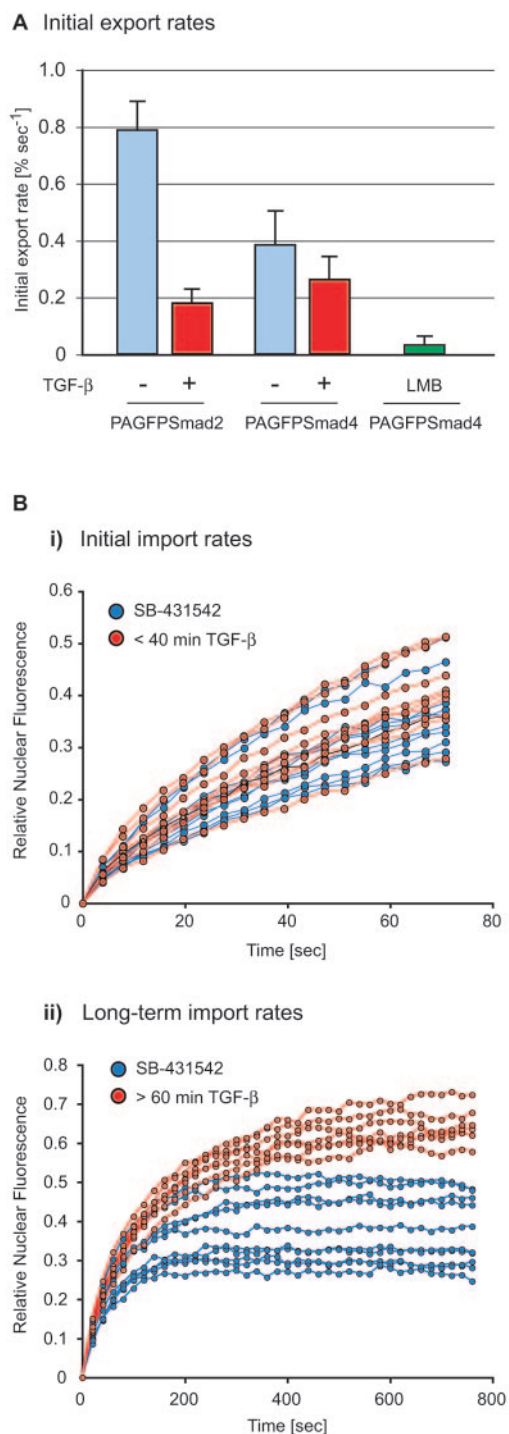 A Initial export rates
Initial export rate [% sec⁻¹]
1.0
0.8
0.6
0.4
0.2
0
TGF-β - + - + LMB
PAGFPSmad2 PAGFPSmad4 PAGFPSmad4
B
i) Initial import rates
Relative Nuclear Fluorescence
0.6
0.5
0.4
0.3
0.2
0.1
0
SB-431542
< 40 min TGF-β
0 20 40 60 80
Time [sec]
ii) Long-term import rates
Relative Nuclear Fluorescence
0.8
0.7
0.6
0.5
0.4
0.3
0.2
0.1
0
SB-431542
> 60 min TGF-β
0 200 400 600 800
Time [sec]